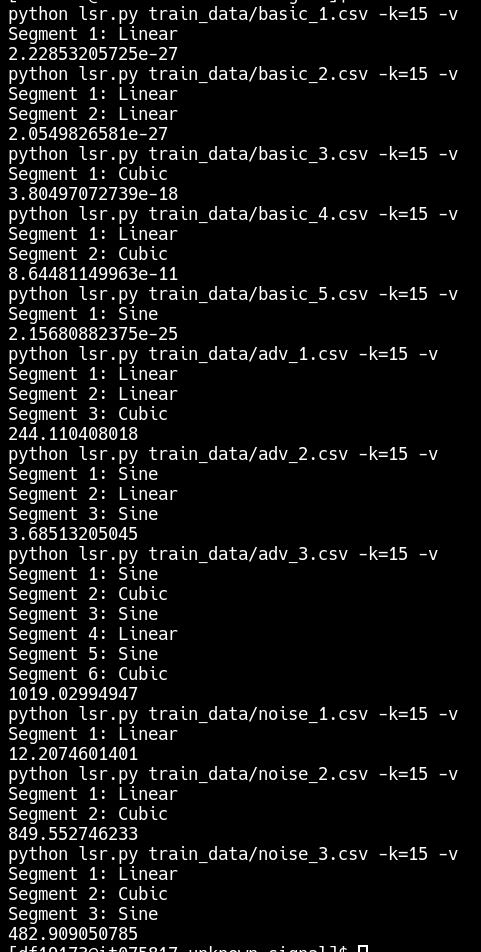 python lsr.py train_data/basic_1.csv -k=15 -v
Segment 1: Linear
2.22853205725e-27
python lsr.py train_data/basic_2.csv -k=15 -v
Segment 1: Linear
Segment 2: Linear
2.0549826581e-27
python lsr.py train_data/basic_3.csv -k=15 -v
Segment 1: Cubic
3.80497072739e-18
python lsr.py train_data/basic_4.csv -k=15 -v
Segment 1: Linear
Segment 2: Cubic
8.64481149963e-11
python lsr.py train_data/basic_5.csv -k=15 -v
Segment 1: Sine
2.15680882375e-25
python lsr.py train_data/adv_1.csv -k=15 -v
Segment 1: Linear
Segment 2: Linear
Segment 3: Cubic
244.110408018
python lsr.py train_data/adv_2.csv -k=15 -v
Segment 1: Sine
Segment 2: Linear
Segment 3: Sine
3.68513205045
python lsr.py train_data/adv_3.csv -k=15 -v
Segment 1: Sine
Segment 2: Cubic
Segment 3: Sine
Segment 4: Linear
Segment 5: Sine
Segment 6: Cubic
1019.02994947
python lsr.py train_data/noise_1.csv -k=15 -v
Segment 1: Linear
12.2074601401
python lsr.py train_data/noise_2.csv -k=15 -v
Segment 1: Linear
Segment 2: Cubic
849.552746233
python lsr.py train_data/noise_3.csv -k=15 -v
Segment 1: Linear
Segment 2: Cubic
Segment 3: Sine
482.909050785